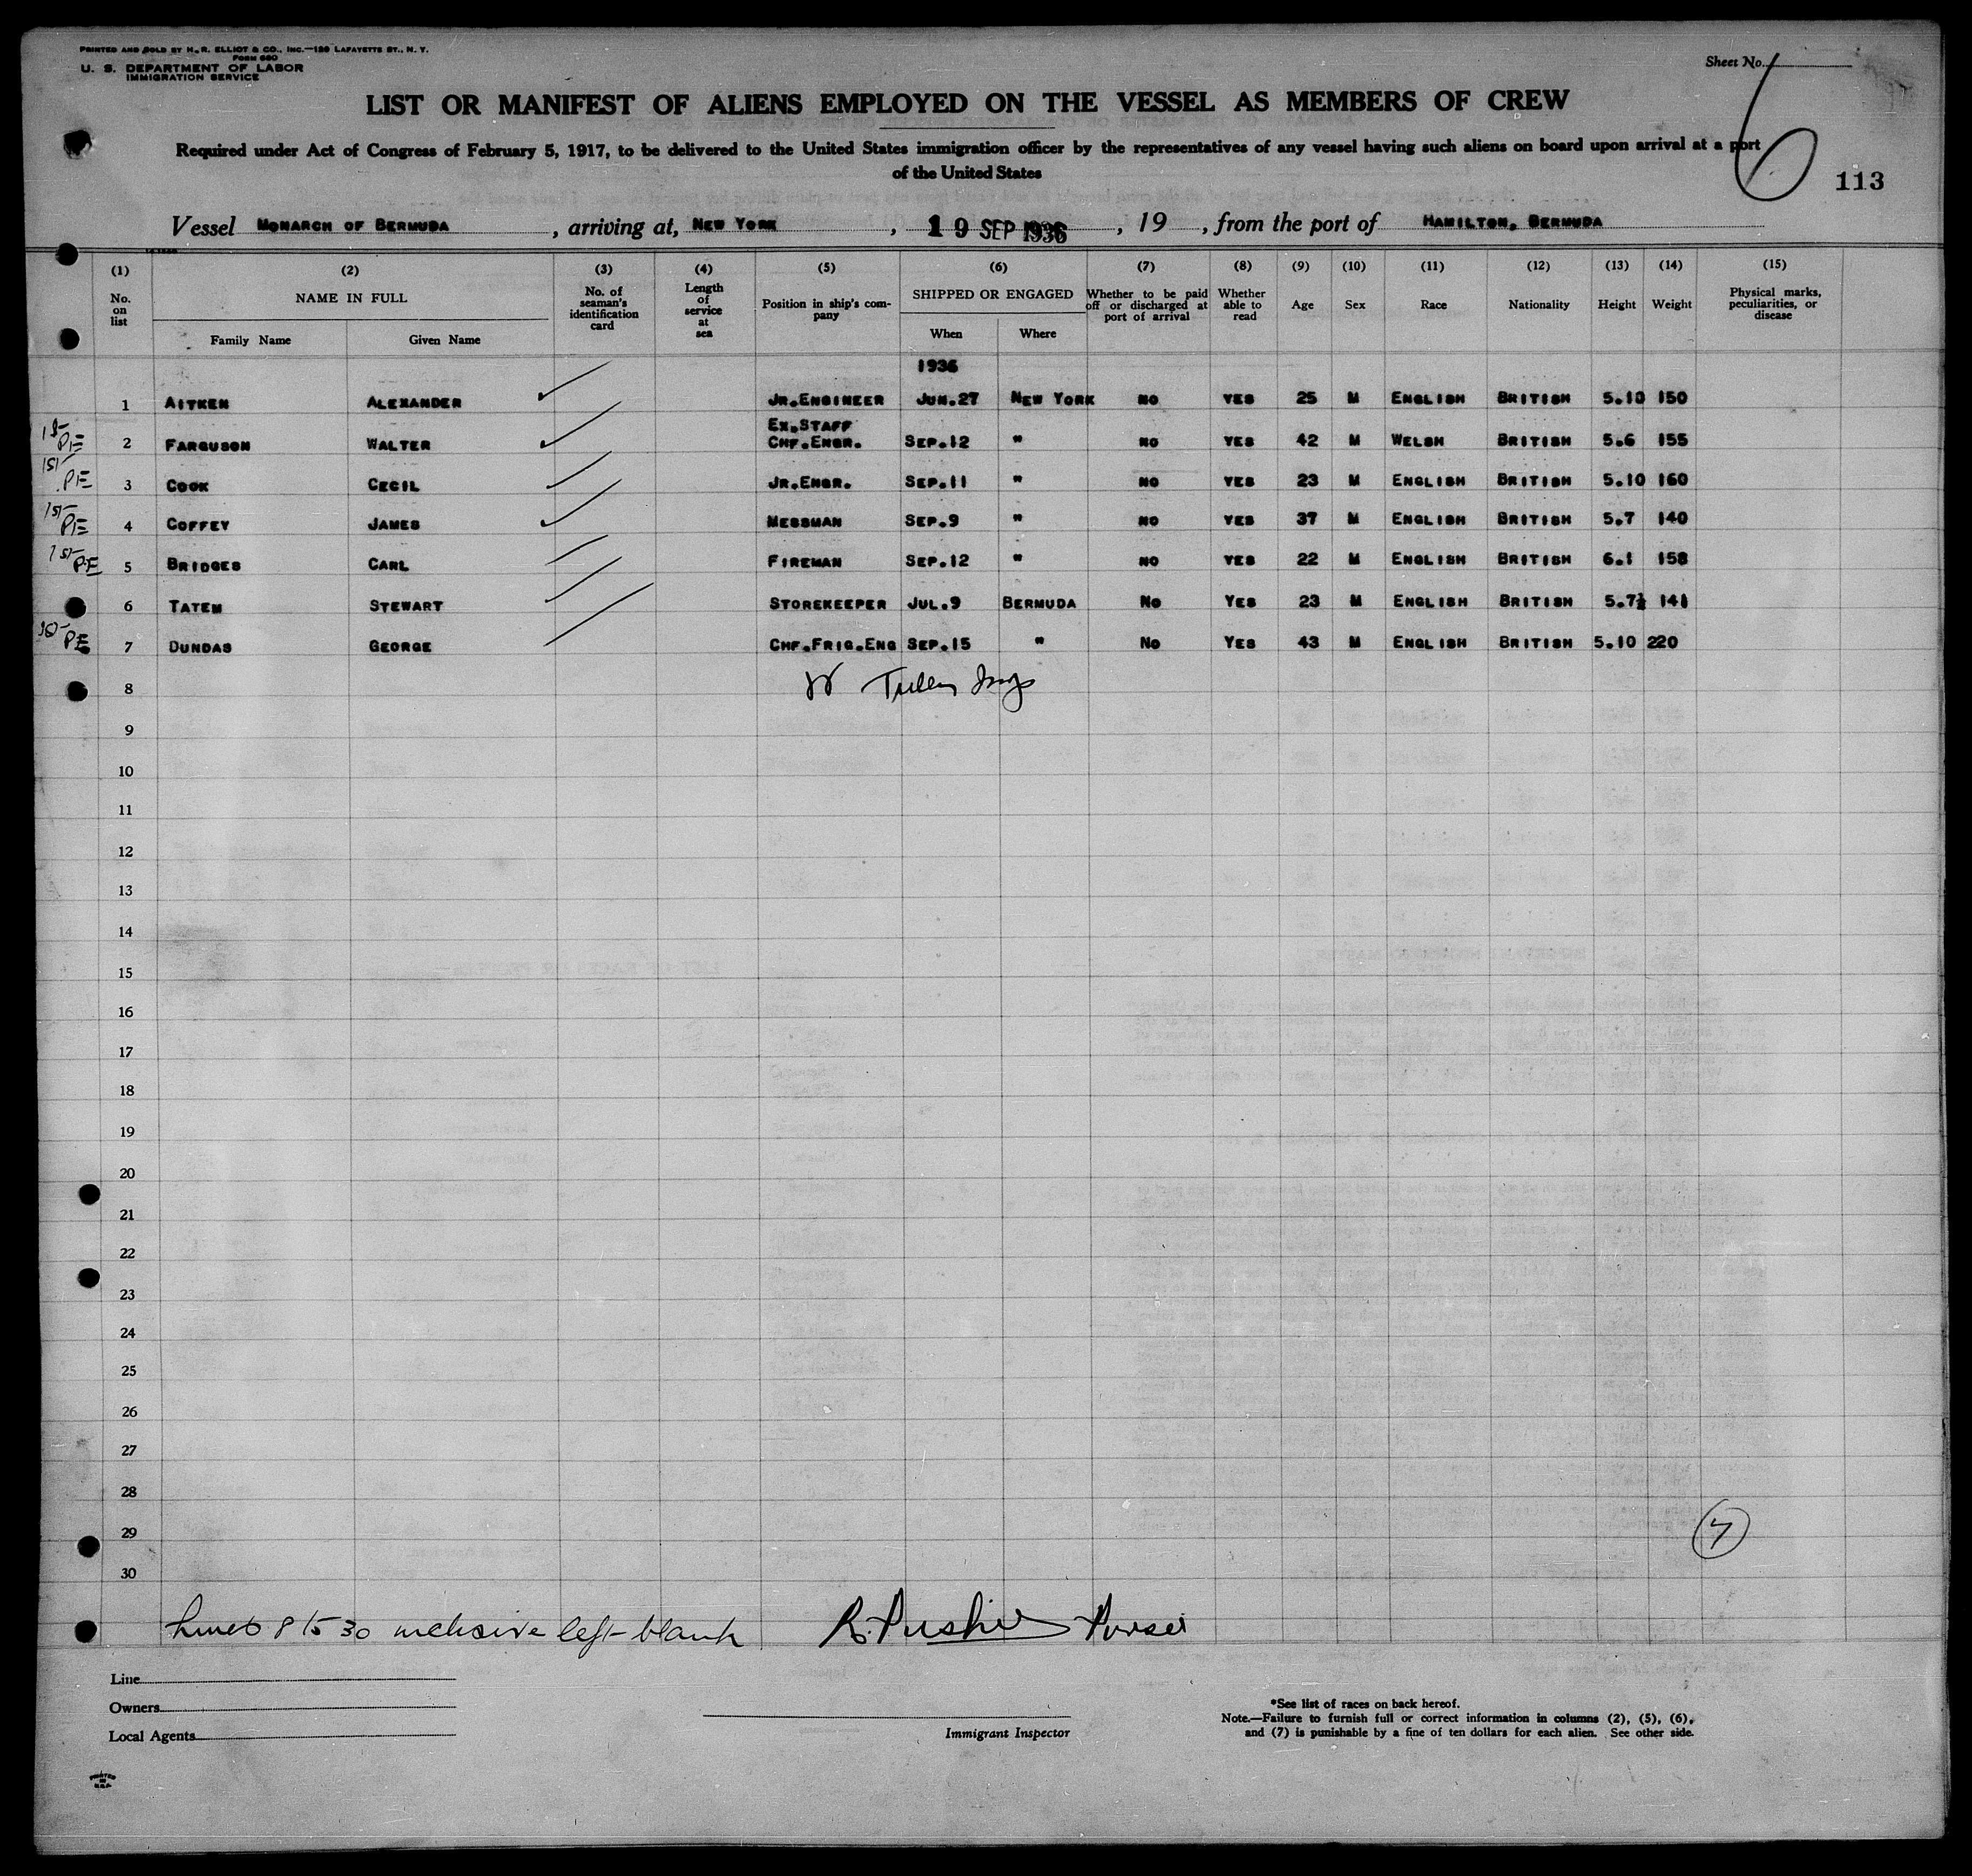 PRINTED AND SOLD BY H. R. ELLIOT & CO., INC.—129 LAFAYETTE ST., N. Y.
FORM 680
U. S. DEPARTMENT OF LABOR
IMMIGRATION SERVICE
Sheet No. 6
LIST OR MANIFEST OF ALIENS EMPLOYED ON THE VESSEL AS MEMBERS OF CREW
Required under Act of Congress of February 5, 1917, to be delivered to the United States immigration officer by the representatives of any vessel having such aliens on board upon arrival at a port
of the United States
113
Vessel MONARCH OF BERMUDA, arriving at, NEW YORK, 19 SEP 1936, 19, from the port of HAMILTON, BERMUDA
(1) (2) (3) (4) (5) (6) (7) (8) (9) (10) (11) (12) (13) (14) (15)
No. on list NAME IN FULL Family Name Given Name No. of seaman's identification card Length of service at sea Position in ship's company SHIPPED OR ENGAGED When Where Whether to be paid off or discharged at port of arrival Whether able to read Age Sex Race Nationality Height Weight Physical marks, peculiarities, or disease
1936
1 AITKEN ALEXANDER JR.ENGINEER JUN.27 NEW YORK NO YES 25 M ENGLISH BRITISH 5.10 150
1st PE 2 FARGUSON WALTER EX.STAFF CHF.ENGR. SEP.12 " NO YES 42 M WELSH BRITISH 5.6 155
1st PE 3 COOK CECIL JR.ENGR. SEP.11 " NO YES 23 M ENGLISH BRITISH 5.10 160
1st PE 4 COFFEY JAMES MESSMAN SEP.9 " NO YES 37 M ENGLISH BRITISH 5.7 140
1st PE 5 BRIDGES CARL FIREMAN SEP.12 " NO YES 22 M ENGLISH BRITISH 6.1 158
6 TATEM STEWART STOREKEEPER JUL.9 BERMUDA No YES 23 M ENGLISH BRITISH 5.7½ 141
PE 7 DUNDAS GEORGE CHF.FRIG.ENG SEP.15 " No YES 43 M ENGLISH BRITISH 5.10 220
8
9
10
11
12
13
14
15
16
17
18
19
20
21
22
23
24
25
26
27
28
29
7
30
Lines 8 to 30 inclusive left blank Purser
Line
Owners
Local Agents
Immigrant Inspector
*See list of races on back hereof.
Note.—Failure to furnish full or correct information in columns (2), (5), (6),
and (7) is punishable by a fine of ten dollars for each alien. See other side.
PRINTED IN U.S.A.